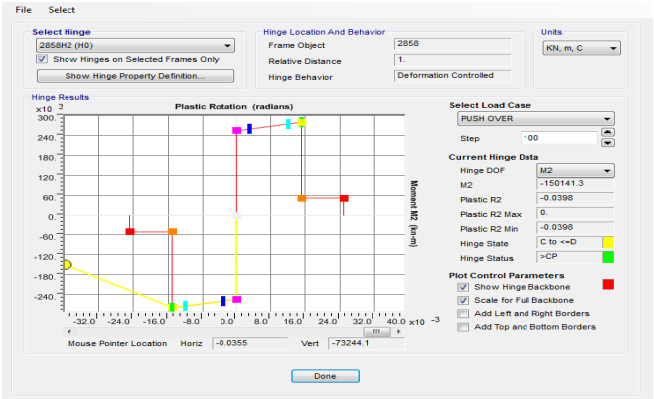 File Select
Select Hinge
2858H2 (H0)
Show Hinges on Selected Frames Only
Show Hinge Property Definition...
Hinge Location And Behavior
Frame Object 2858
Relative Distance 1.
Hinge Behavior Deformation Controlled
Units
KN, m, C
Hinge Results
x10 3
Plastic Rotation (radians)
300.
240.
180.
120.
60.
0.
-60.
-120.
-180.
-240.
Moment M2 (kn-m)
-32.0 -24.0 -16.0 -8.0 0.0 8.0 16.0 24.0 32.0 40.0 x10 -3
Mouse Pointer Location Horiz -0.0355 Vert -73244.1
Select Load Case
PUSH OVER
Step 100
Current Hinge Data
Hinge DOF M2
M2 -150141.3
Plastic R2 -0.0398
Plastic R2 Max 0.
Plastic R2 Min -0.0398
Hinge State C to <=D
Hinge Status >CP
Plot Control Parameters
Show Hinge Backbone
Scale for Full Backbone
Add Left and Right Borders
Add Top and Bottom Borders
Done